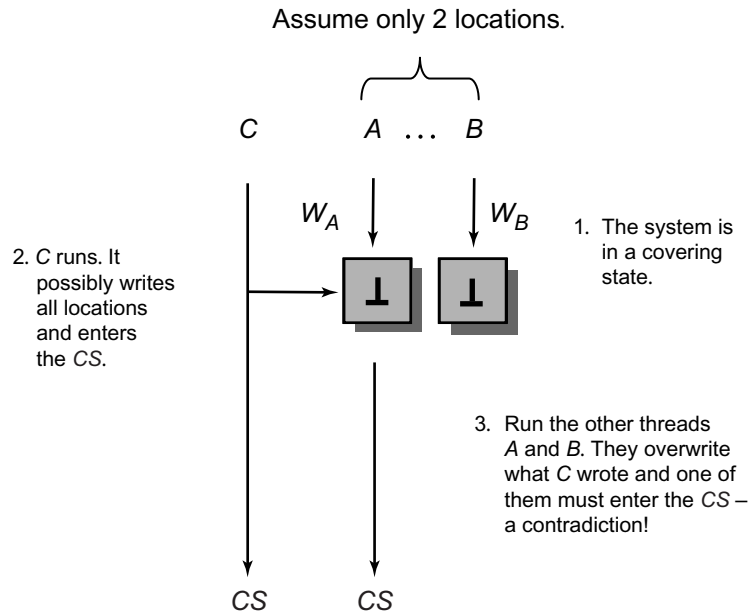 Assume only 2 locations.
C
A ... B
W_A
W_B
1. The system is
in a covering
state.
2. C runs. It
possibly writes
all locations
and enters
the CS.
⊥ ⊥
3. Run the other threads
A and B. They overwrite
what C wrote and one of
them must enter the CS –
a contradiction!
CS
CS